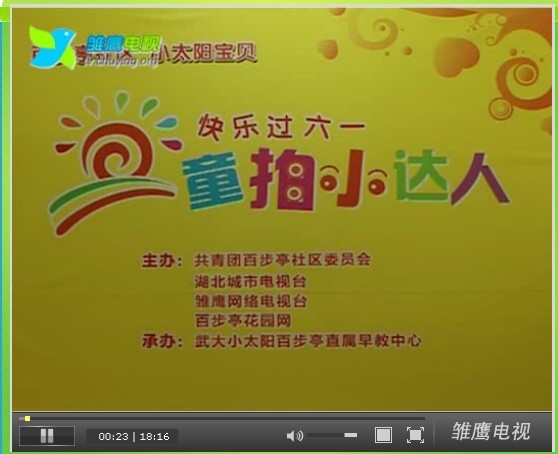 雏鹰电视
tv.chuying.org
小太阳宝贝
快乐过六一
童拍小达人
主办：共青团百步亭社区委员会
湖北城市电视台
雏鹰网络电视台
百步亭花园网
承办：武大小太阳百步亭直属早教中心
00:23 | 18:16
雏鹰电视